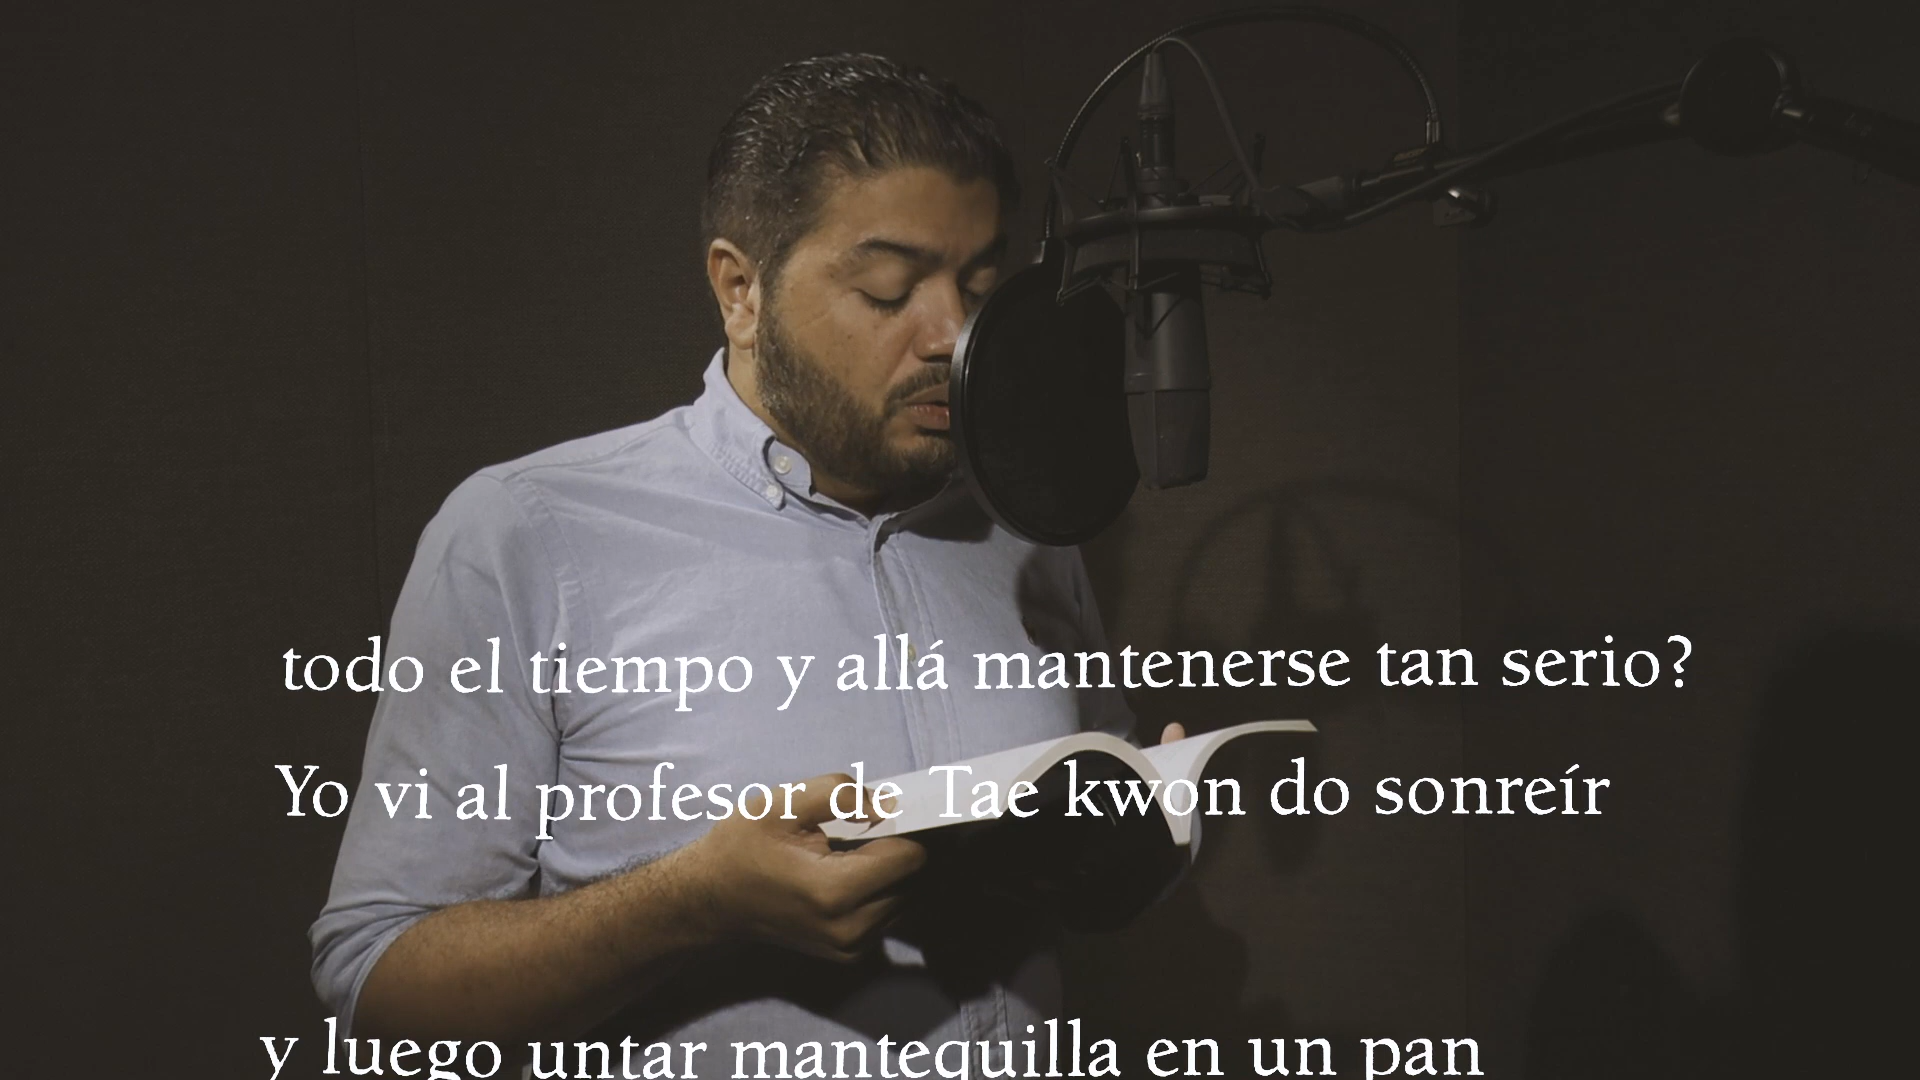 todo el tiempo y allá mantenerse tan serio?
Yo vi al profesor de Tae kwon do sonreír
y luego untar mantequilla en un pan